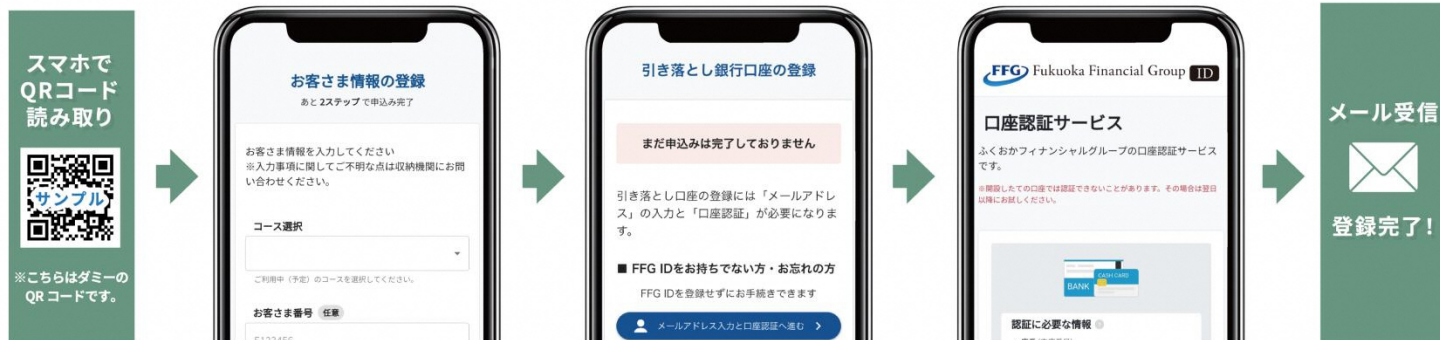 スマホで
QRコード
読み取り
サンプル
※こちらはダミーの
QRコードです。
お客さま情報の登録
あと 2ステップ で申込み完了
お客さま情報を入力してください
※入力事項に関してご不明な点は収納機関にお問
い合わせください。
コース選択
ご利用中（予定）のコースを選択してください。
お客さま番号 任意
引き落とし銀行口座の登録
まだ申込みは完了しておりません
引き落とし口座の登録には「メールアドレ
ス」の入力と「口座認証」が必要になりま
す。
■ FFG IDをお持ちでない方・お忘れの方
FFG IDを登録せずにお手続きできます
メールアドレス入力と口座認証へ進む
FFG Fukuoka Financial Group ID
口座認証サービス
ふくおかフィナンシャルグループの口座認証サービス
です。
※開設したての口座では認証できないことがあります。その場合は翌日
以降にお試しください。
CASH CARD
BANK
認証に必要な情報
メール受信
登録完了！